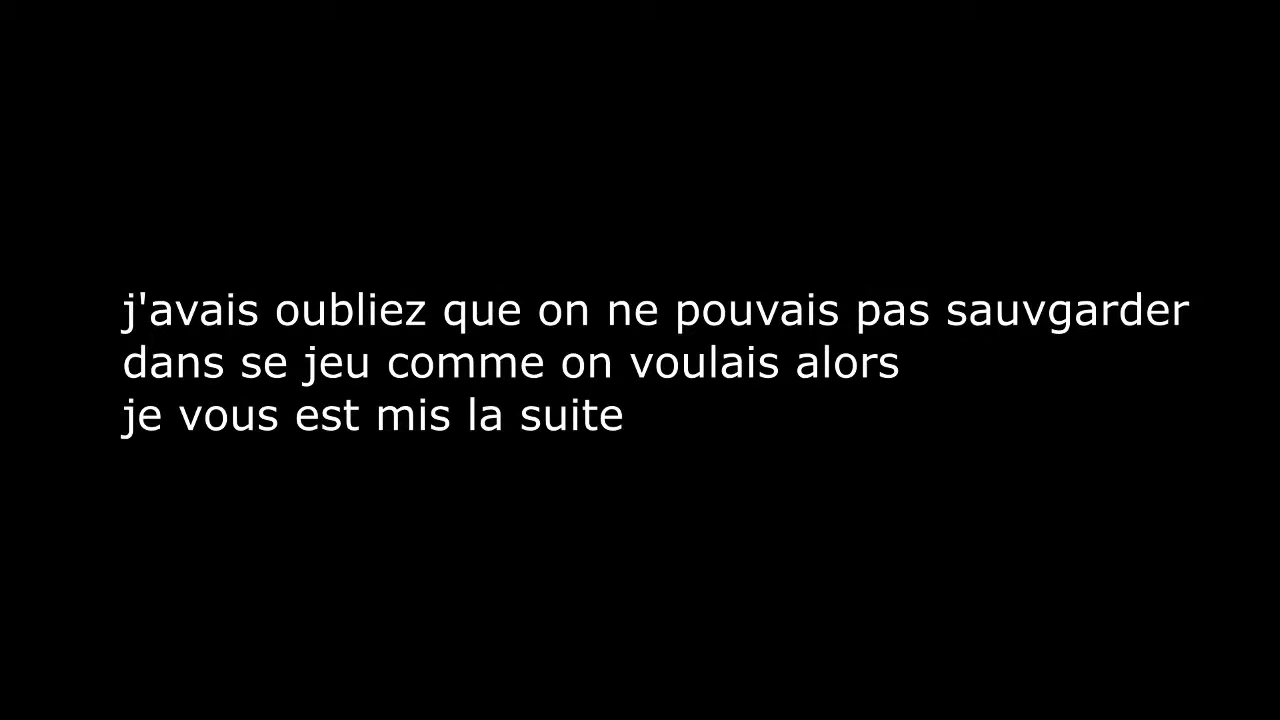 j'avais oubliez que on ne pouvais pas sauvgarder
dans se jeu comme on voulais alors
je vous est mis la suite